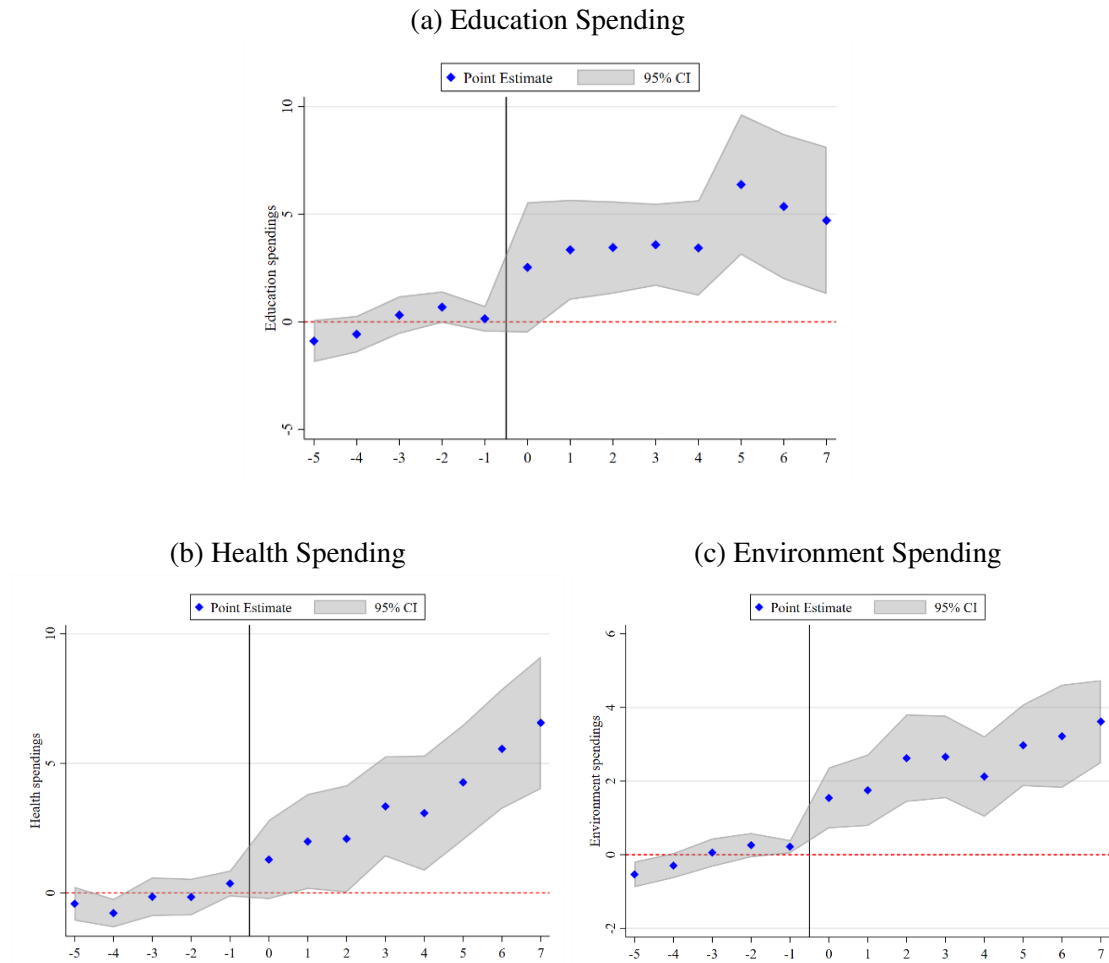 (a) Education Spending
Point Estimate 95% CI
10
5
0
-5
Education spendings
-5 -4 -3 -2 -1 0 1 2 3 4 5 6 7
(b) Health Spending
Point Estimate 95% CI
10
5
0
Health spendings
-5 -4 -3 -2 -1 0 1 2 3 4 5 6 7
(c) Environment Spending
Point Estimate 95% CI
6
4
2
0
-2
Environment spendings
-5 -4 -3 -2 -1 0 1 2 3 4 5 6 7